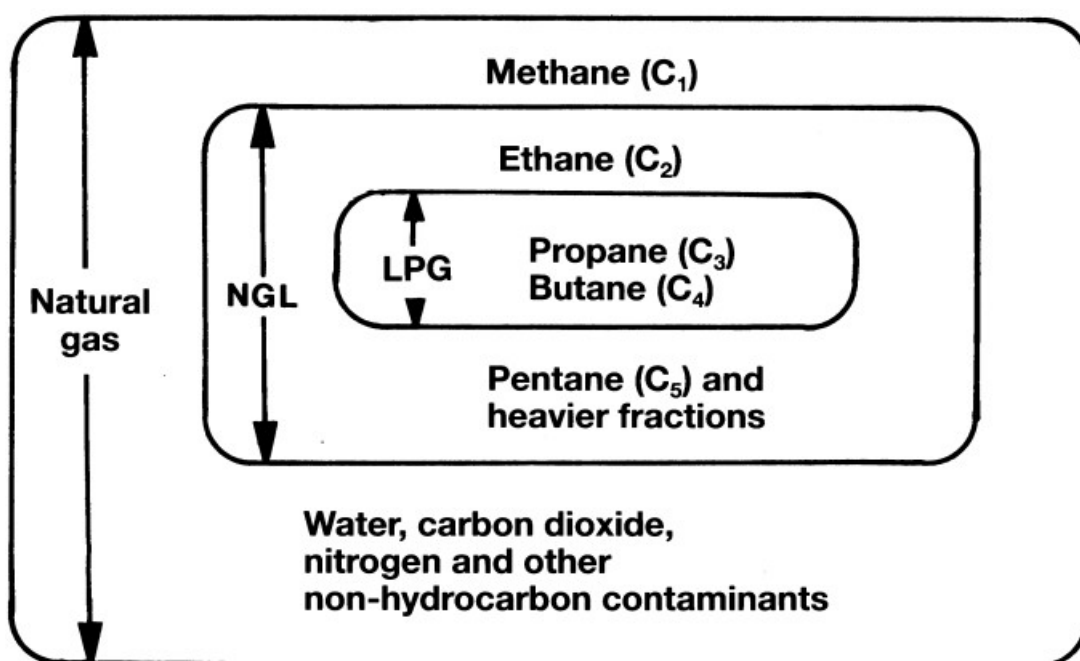 Methane (C₁)
Ethane (C₂)
Propane (C₃)
Butane (C₄)
LPG
NGL
Natural
gas
Pentane (C₅) and
heavier fractions
Water, carbon dioxide,
nitrogen and other
non-hydrocarbon contaminants